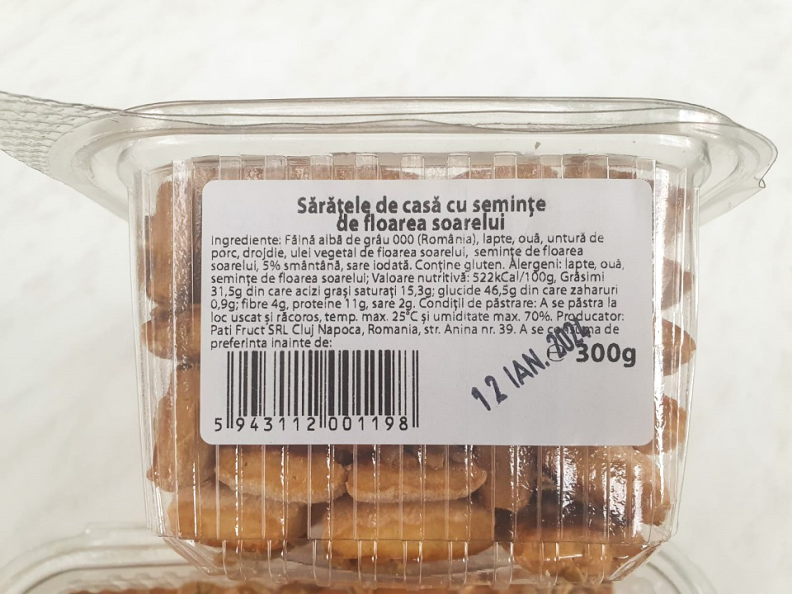 Sărățele de casă cu semințe
de floarea soarelui
Ingrediente: Făină albă de grâu 000 (România), lapte, ouă, untură de
porc, drojdie, ulei vegetal de floarea soarelui, semințe de floarea
soarelui, 5% smântână, sare iodată. Conține gluten. Alergeni: lapte, ouă,
semințe de floarea soarelui; Valoare nutritivă: 522kCal/100g, Grăsimi
31,5g din care acizi grași saturați 15,3g; glucide 46,5g din care zaharuri
0,9g; fibre 4g, proteine 11g, sare 2g. Condiții de păstrare: A se păstra la
loc uscat și răcoros, temp. max. 25°C și umiditate max. 70%. Producator:
Pati Fruct SRL Cluj Napoca, Romania, str. Anina nr. 39. A se consuma de
preferinta inainte de:
300g
12 IAN. 2024
5 943112 001198